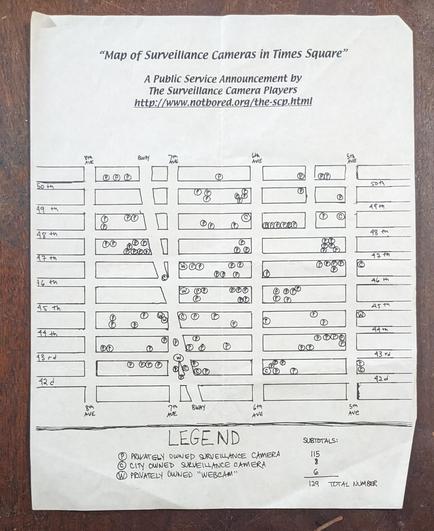 "Map of Surveillance Cameras in Times Square"
A Public Service Announcement by
The Surveillance Camera Players
http://www.notbored.org/the-scp.html
8th AVE
BWAY
7th AVE
6th AVE
5th AVE
50th
50th
49th
49th
48th
48th
47th
47th
46th
46th
45th
45th
44th
44th
43rd
43rd
42d
42d
8th AVE
7th AVE
BWAY
6th AVE
5th AVE
LEGEND
SUBTOTALS:
P PRIVATELY OWNED SURVEILLANCE CAMERA 115
C CITY OWNED SURVEILLANCE CAMERA 8
W PRIVATELY OWNED "WEBCAM" 6
129 TOTAL NUMBER